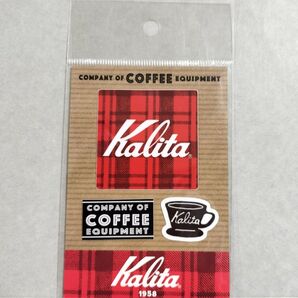 COMPANY OF COFFEE EQUIPMENT
Kalita®
COMPANY OF
COFFEE
EQUIPMENT
Kalita
Kalita®
1958